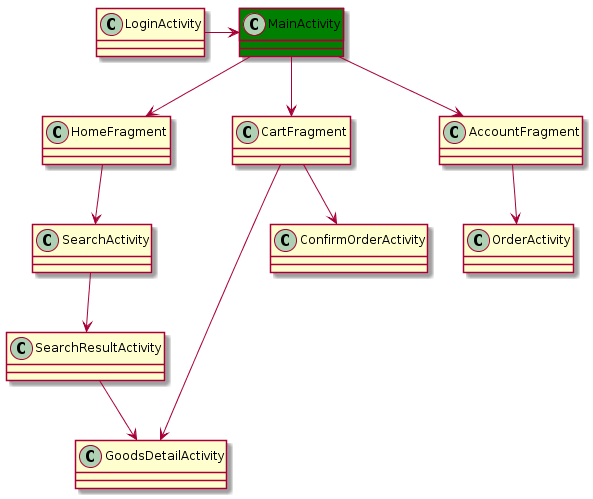 C LoginActivity
C MainActivity
C HomeFragment
C CartFragment
C AccountFragment
C SearchActivity
C ConfirmOrderActivity
C OrderActivity
C SearchResultActivity
C GoodsDetailActivity